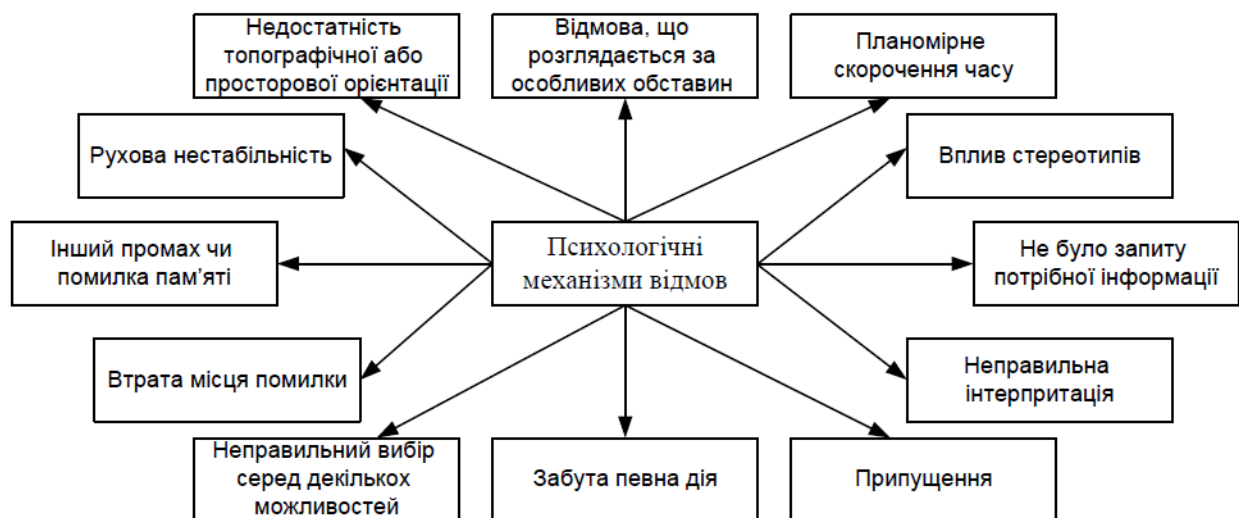 Недостатність
топографічної або
просторової орієнтації
Відмова, що
розглядається за
особливих обставин
Планомірне
скорочення часу
Рухова нестабільність
Вплив стереотипів
Інший промах чи
помилка пам’яті
Психологічні
механізми відмов
Не було запиту
потрібної інформації
Втрата місця помилки
Неправильна
інтерпритація
Неправильний вибір
серед декількох
можливостей
Забута певна дія
Припущення